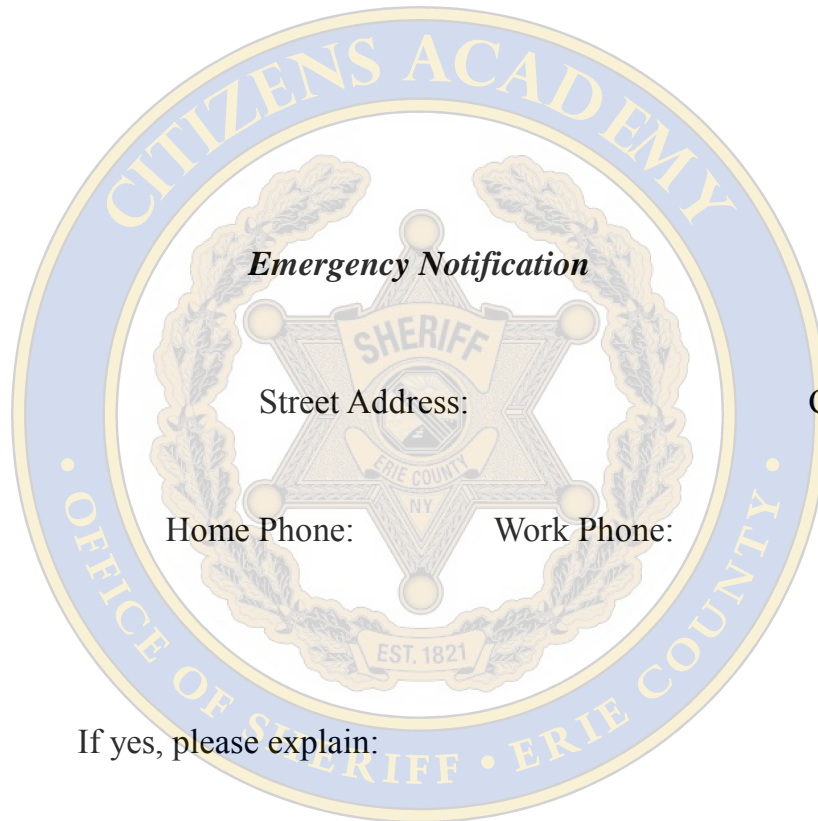 CITIZENS ACADEMY
Emergency Notification
SHERIFF
Street Address:
ERIE COUNTY
NY
Home Phone: Work Phone:
EST. 1821
If yes, please explain:
• OFFICE OF SHERIFF • ERIE COUNTY •